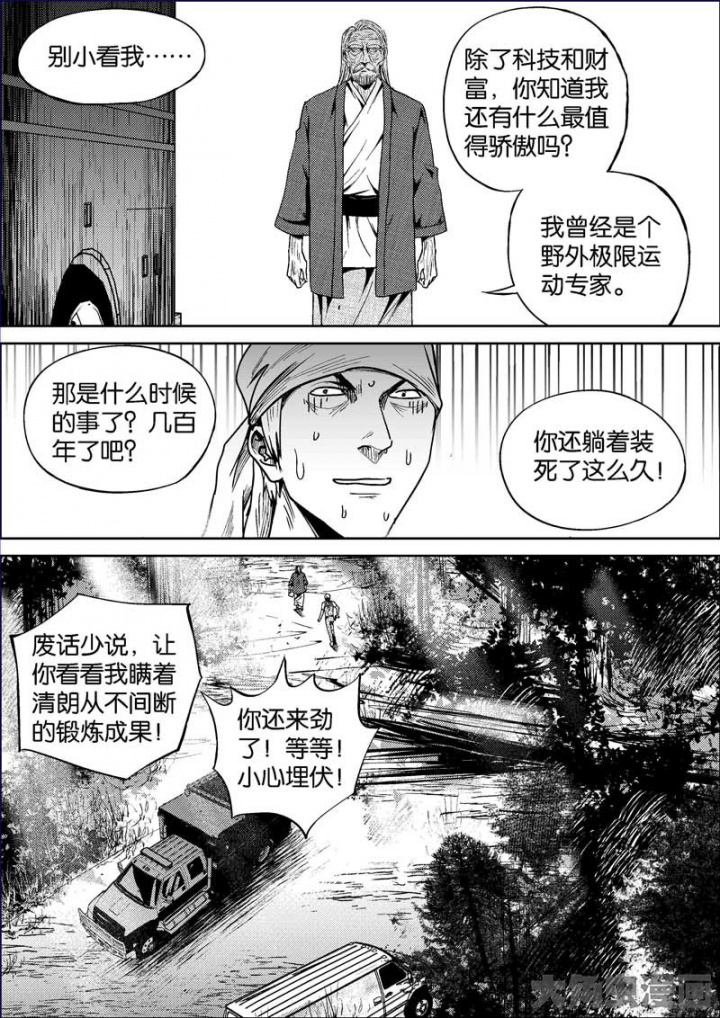 别小看我……
除了科技和财
富，你知道我
还有什么最值
得骄傲吗？
我曾经是个
野外极限运
动专家。
那是什么时候
的事了？几百
年了吧？
你还躺着装
死了这么久！
废话少说，让
你看看我瞒着
清朗从不间断
的锻炼成果！
你还来劲
了！等等！
小心埋伏！